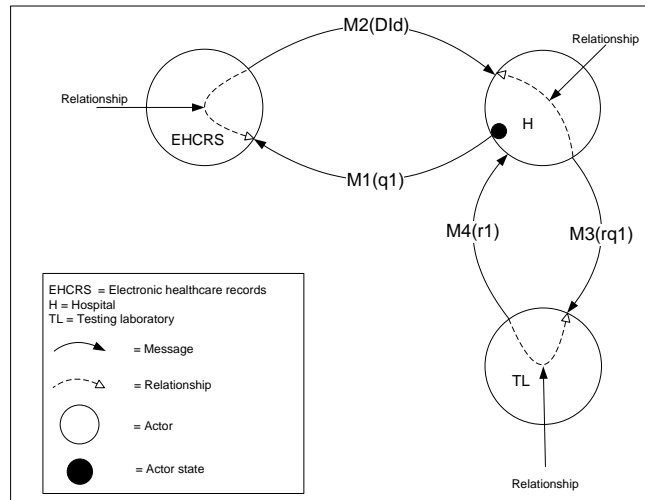 M2(DId)
Relationship
Relationship
EHCRS
H
M1(q1)
M4(r1)
M3(rq1)
EHCRS = Electronic healthcare records
H = Hospital
TL = Testing laboratory
= Message
= Relationship
= Actor
= Actor state
TL
Relationship